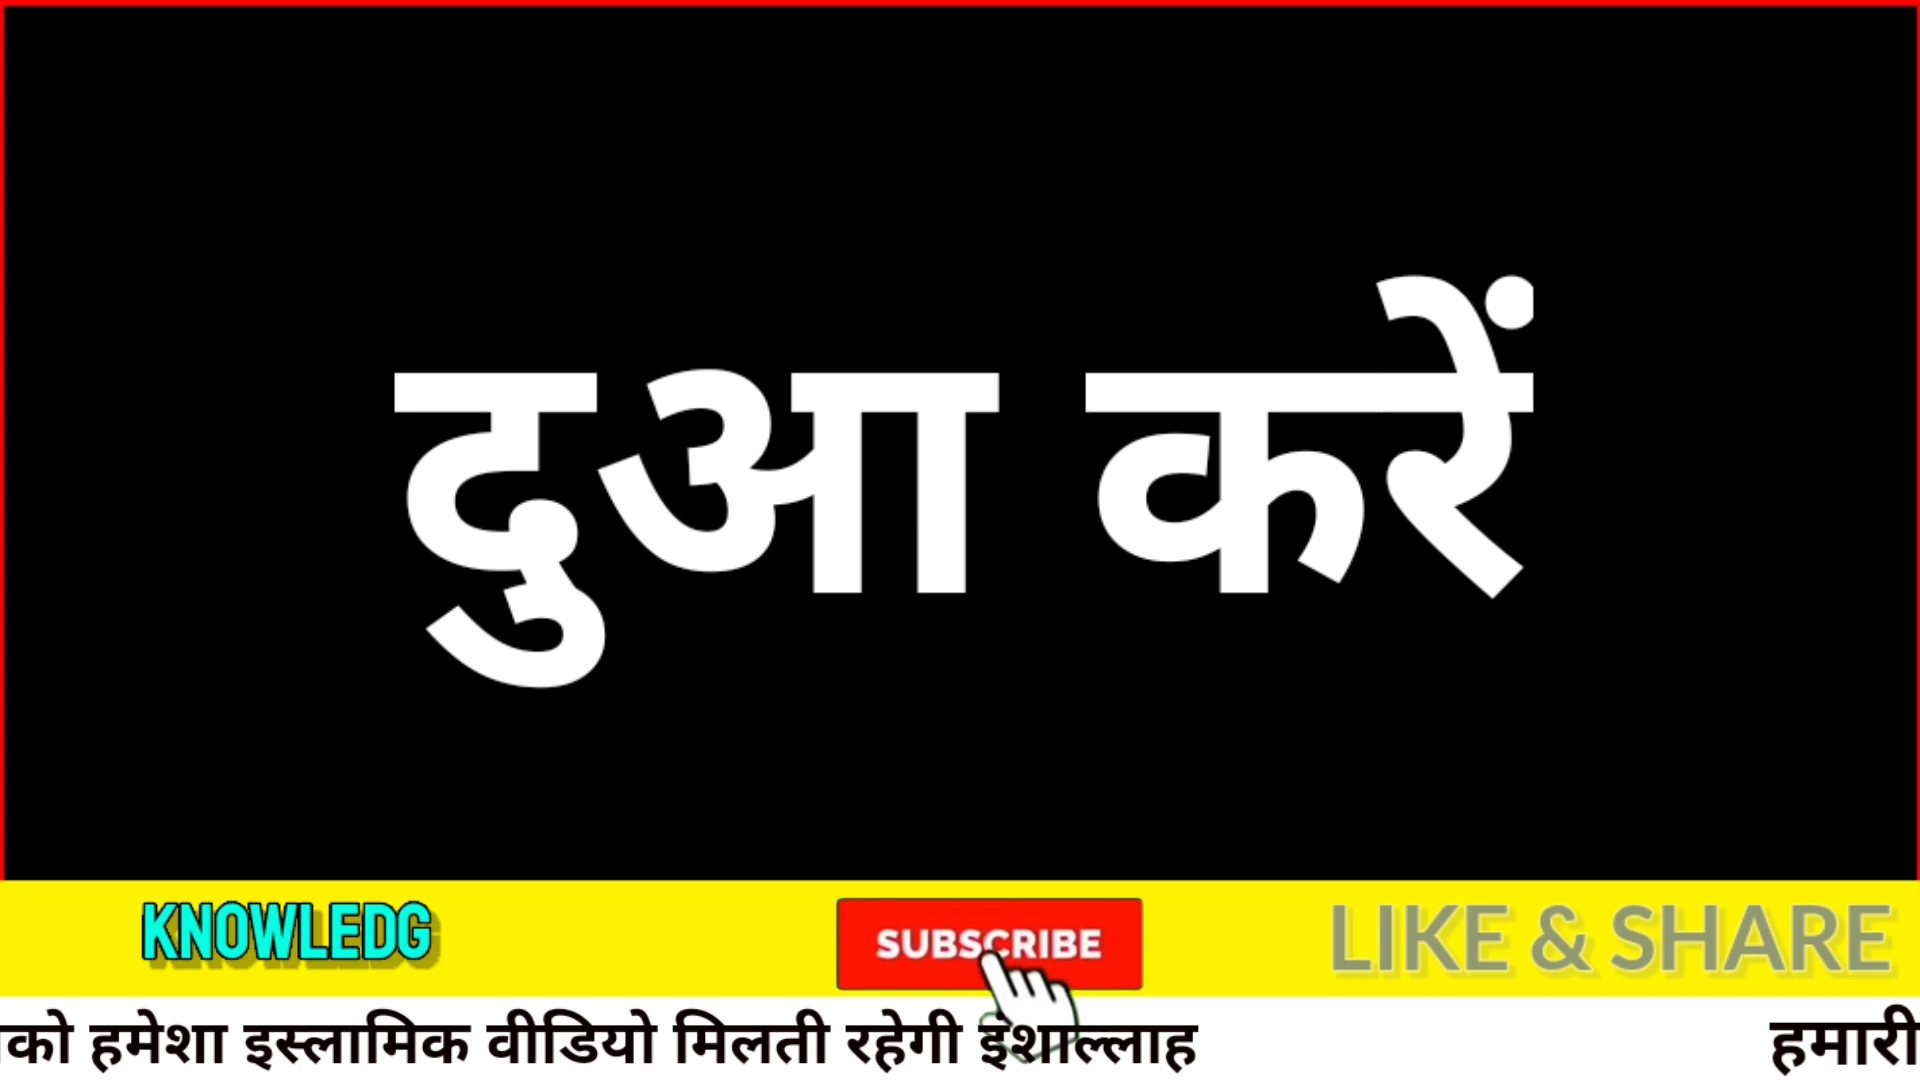 दुआ करें
KNOWLEDG
SUBSCRIBE
LIKE & SHARE
को हमेशा इस्लामिक वीडियो मिलती रहेगी इंशाल्लाह हमारी